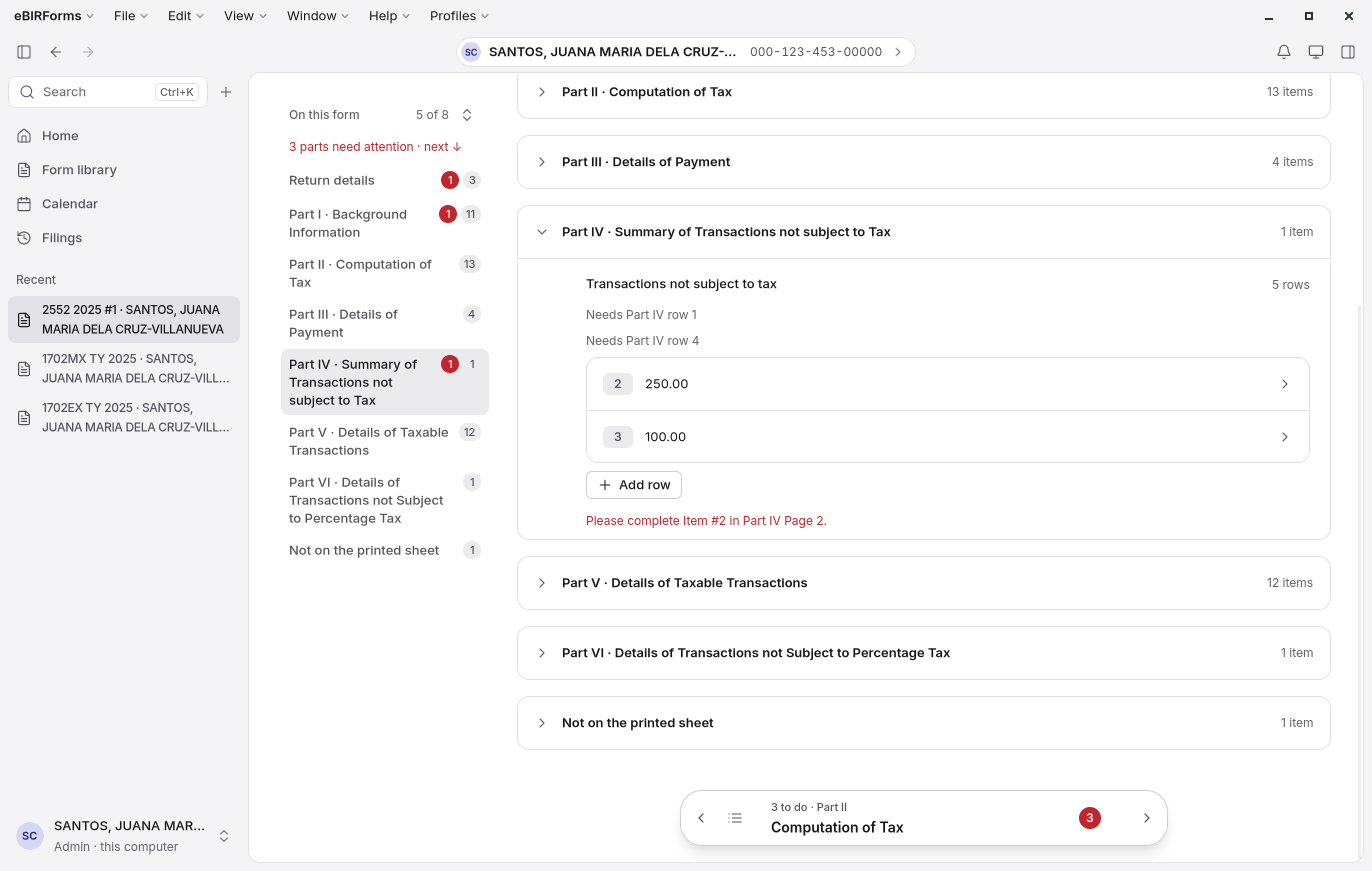 eBIRForms File Edit View Window Help Profiles
SC SANTOS, JUANA MARIA DELA CRUZ-... 000-123-453-00000
Search Ctrl+K
Home
Form library
Calendar
Filings
Recent
2552 2025 #1 · SANTOS, JUANA
MARIA DELA CRUZ-VILLANUEVA
1702MX TY 2025 · SANTOS,
JUANA MARIA DELA CRUZ-VILL...
1702EX TY 2025 · SANTOS,
JUANA MARIA DELA CRUZ-VILL...
SC SANTOS, JUANA MAR...
Admin · this computer
On this form 5 of 8
3 parts need attention · next ↓
Return details 1 3
Part I · Background 1 11
Information
Part II · Computation of 13
Tax
Part III · Details of 4
Payment
Part IV · Summary of 1 1
Transactions not
subject to Tax
Part V · Details of Taxable 12
Transactions
Part VI · Details of 1
Transactions not Subject
to Percentage Tax
Not on the printed sheet 1
Part II · Computation of Tax 13 items
Part III · Details of Payment 4 items
Part IV · Summary of Transactions not subject to Tax 1 item
Transactions not subject to tax 5 rows
Needs Part IV row 1
Needs Part IV row 4
2 250.00
3 100.00
Add row
Please complete Item #2 in Part IV Page 2.
Part V · Details of Taxable Transactions 12 items
Part VI · Details of Transactions not Subject to Percentage Tax 1 item
Not on the printed sheet 1 item
3 to do · Part II
Computation of Tax 3